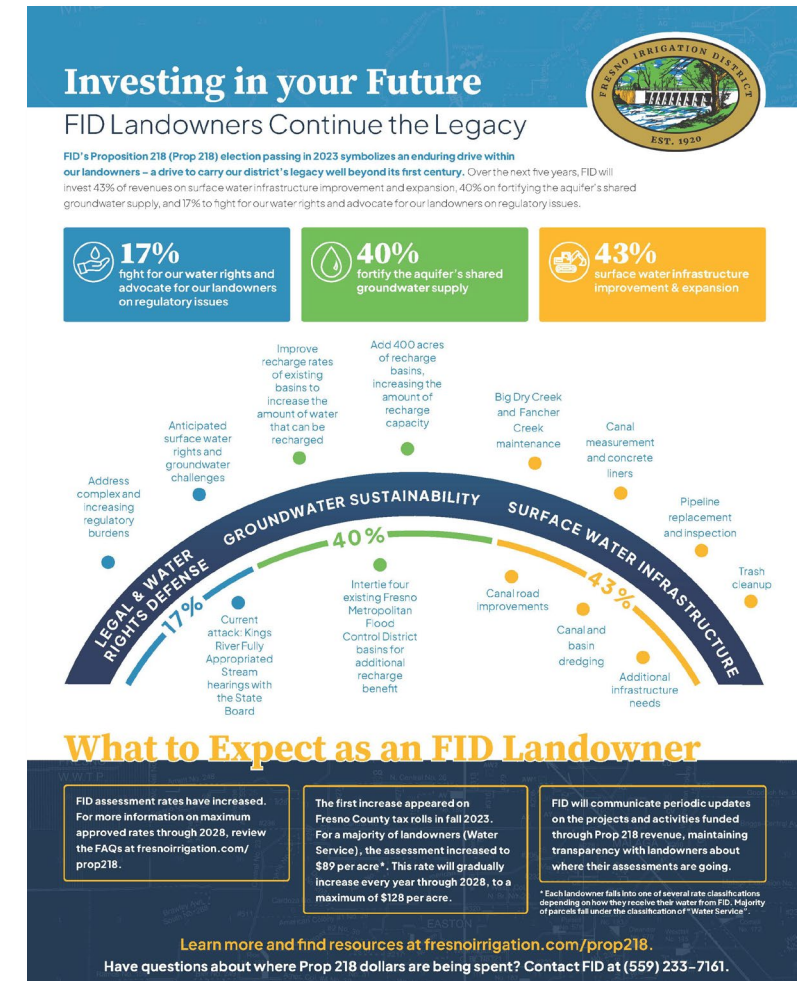 Investing in your Future
FRESNO IRRIGATION DISTRICT
EST. 1920
FID Landowners Continue the Legacy
FID's Proposition 218 (Prop 218) election passing in 2023 symbolizes an enduring drive within
our landowners – a drive to carry our district's legacy well beyond its first century. Over the next five years, FID will
invest 43% of revenues on surface water infrastructure improvement and expansion, 40% on fortifying the aquifer's shared
groundwater supply, and 17% to fight for our water rights and advocate for our landowners on regulatory issues.
17%
fight for our water rights and
advocate for our landowners
on regulatory issues
40%
fortify the aquifer's shared
groundwater supply
43%
surface water infrastructure
improvement & expansion
Address
complex and
increasing
regulatory
burdens
Anticipated
surface water
rights and
groundwater
challenges
Improve
recharge rates
of existing
basins to
increase the
amount of water
that can be
recharged
Add 400 acres
of recharge
basins,
increasing the
amount of
recharge
capacity
Big Dry Creek
and Fancher
Creek
maintenance
Canal
measurement
and concrete
liners
Pipeline
replacement
and inspection
Trash
cleanup
LEGAL & WATER
RIGHTS DEFENSE
GROUNDWATER SUSTAINABILITY
SURFACE WATER INFRASTRUCTURE
17%
40%
43%
Current
attack: Kings
River Fully
Appropriated
Stream
hearings with
the State
Board
Intertie four
existing Fresno
Metropolitan
Flood
Control District
basins for
additional
recharge
benefit
Canal road
improvements
Canal and
basin
dredging
Additional
infrastructure
needs
What to Expect as an FID Landowner
FID assessment rates have increased.
For more information on maximum
approved rates through 2028, review
the FAQs at fresnoirrigation.com/
prop218.
The first increase appeared on
Fresno County tax rolls in fall 2023.
For a majority of landowners (Water
Service), the assessment increased to
$89 per acre*. This rate will gradually
increase every year through 2028, to a
maximum of $128 per acre.
FID will communicate periodic updates
on the projects and activities funded
through Prop 218 revenue, maintaining
transparency with landowners about
where their assessments are going.
* Each landowner falls into one of several rate classifications
depending on how they receive their water from FID. Majority
of parcels fall under the classification of "Water Service".
EASTON
Learn more and find resources at fresnoirrigation.com/prop218.
Have questions about where Prop 218 dollars are being spent? Contact FID at (559) 233-7161.